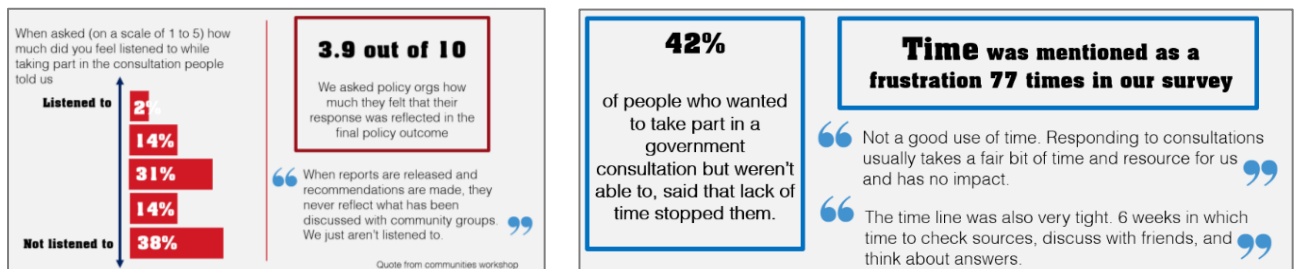 When asked (on a scale of 1 to 5) how
much did you feel listened to while
taking part in the consultation people
told us
Listened to
2%
14%
31%
14%
Not listened to
38%
3.9 out of 10
We asked policy orgs how
much they felt that their
response was reflected in the
final policy outcome
When reports are released and
recommendations are made, they
never reflect what has been
discussed with community groups.
We just aren't listened to.
Quote from communities workshop
42%
of people who wanted
to take part in a
government
consultation but weren't
able to, said that lack of
time stopped them.
Time was mentioned as a
frustration 77 times in our survey
Not a good use of time. Responding to consultations
usually takes a fair bit of time and resource for us
and has no impact.
The time line was also very tight. 6 weeks in which
time to check sources, discuss with friends, and
think about answers.